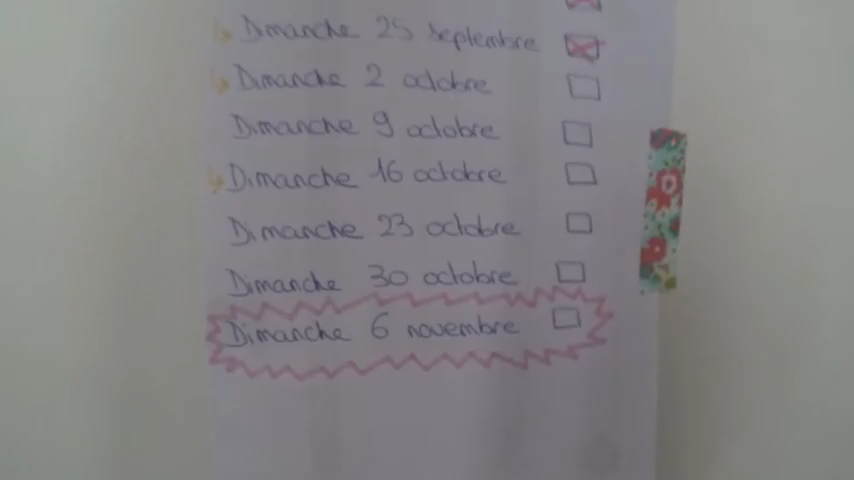 Dimanche 25 septembre
Dimanche 2 octobre
Dimanche 9 octobre
Dimanche 16 octobre
Dimanche 23 octobre
Dimanche 30 octobre
Dimanche 6 novembre